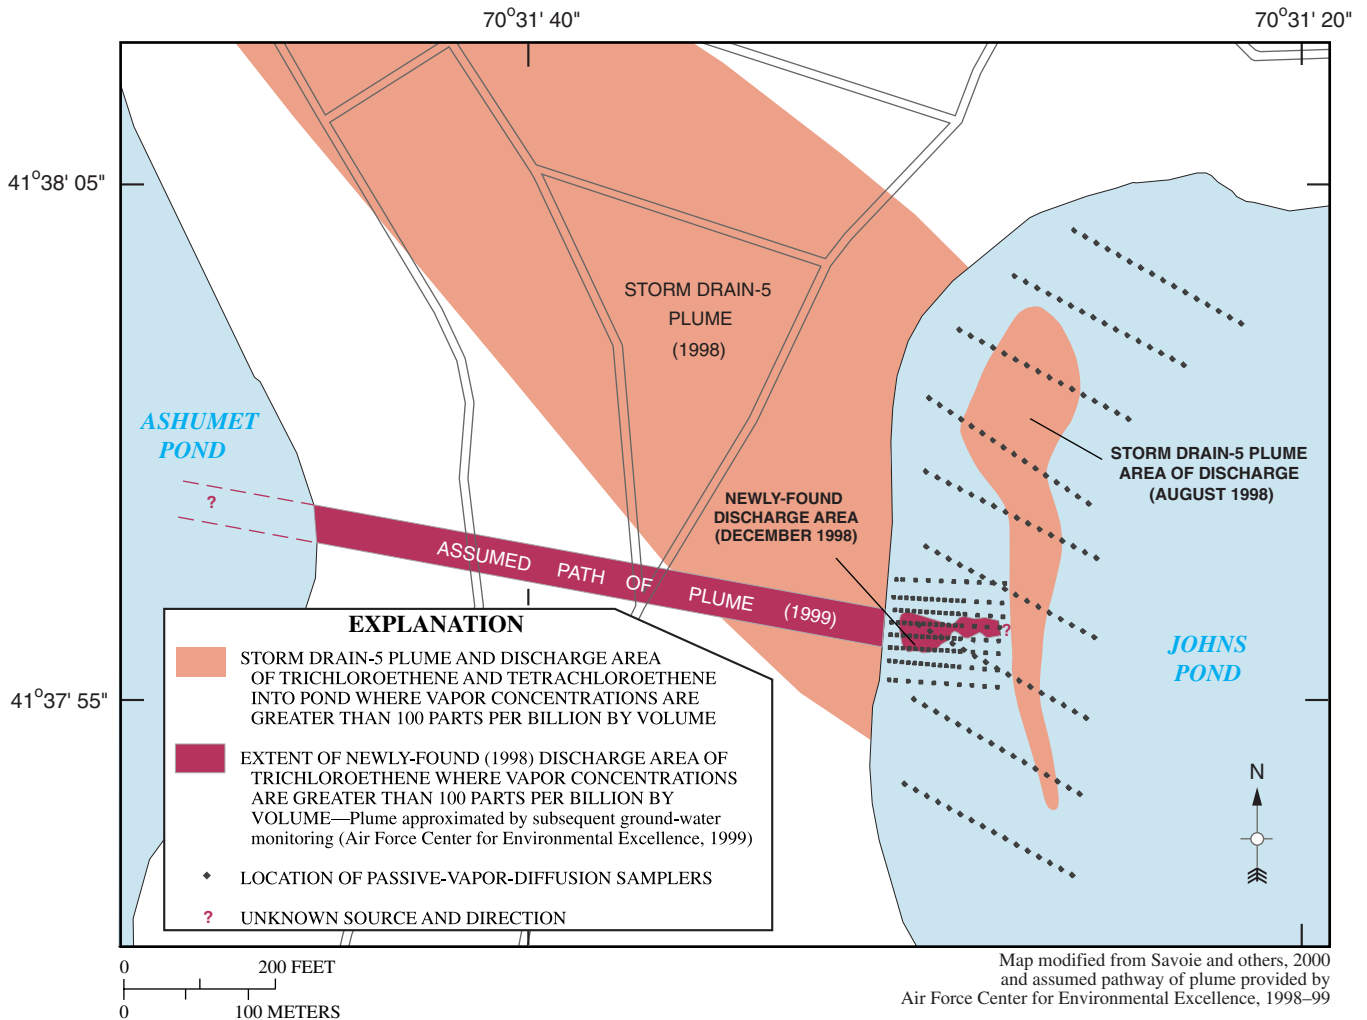 70°31' 40"
70°31' 20"
41°38' 05"
STORM DRAIN-5
PLUME
(1998)
ASHUMET
POND
STORM DRAIN-5 PLUME
AREA OF DISCHARGE
(AUGUST 1998)
NEWLY-FOUND
DISCHARGE AREA
(DECEMBER 1998)
?
ASSUMED PATH OF PLUME (1999)
?
JOHNS
POND
41°37' 55"
EXPLANATION
STORM DRAIN-5 PLUME AND DISCHARGE AREA
OF TRICHLOROETHENE AND TETRACHLOROETHENE
INTO POND WHERE VAPOR CONCENTRATIONS ARE
GREATER THAN 100 PARTS PER BILLION BY VOLUME
EXTENT OF NEWLY-FOUND (1998) DISCHARGE AREA OF
TRICHLOROETHENE WHERE VAPOR CONCENTRATIONS
ARE GREATER THAN 100 PARTS PER BILLION BY
VOLUME—Plume approximated by subsequent ground-water
monitoring (Air Force Center for Environmental Excellence, 1999)
LOCATION OF PASSIVE-VAPOR-DIFFUSION SAMPLERS
? UNKNOWN SOURCE AND DIRECTION
N
0 200 FEET
0 100 METERS
Map modified from Savoie and others, 2000
and assumed pathway of plume provided by
Air Force Center for Environmental Excellence, 1998–99